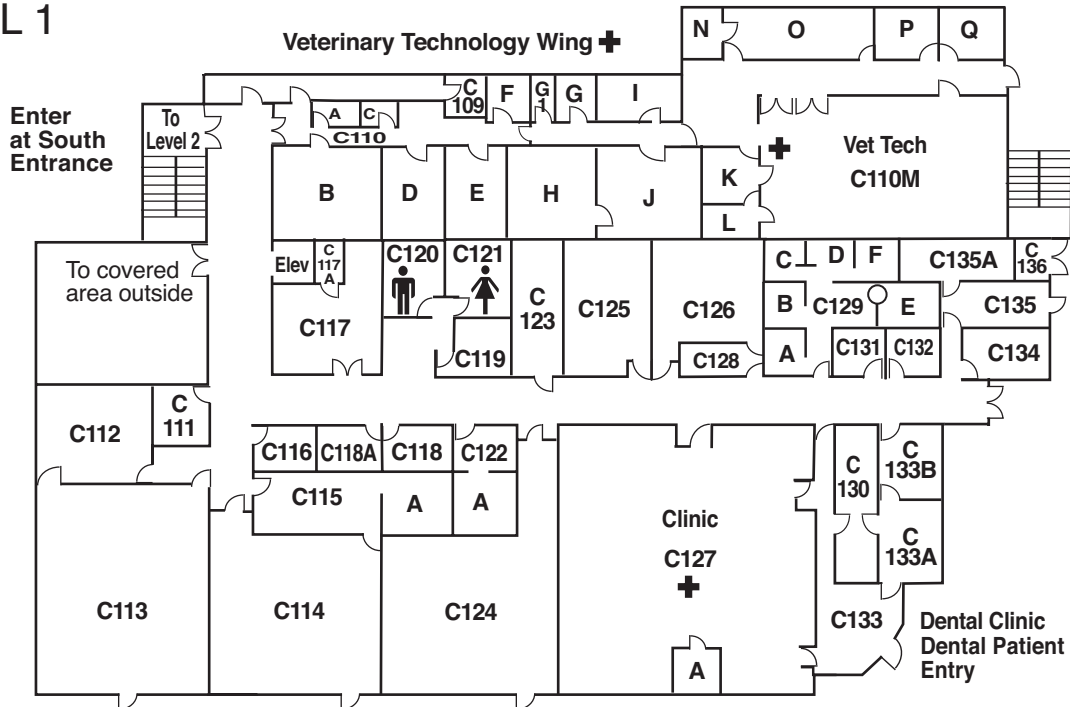 L 1
Veterinary Technology Wing
N
O
P
Q
Enter
at South
Entrance
To
Level 2
C
109
F
G
1
G
I
A
C
C110
Vet Tech
C110M
B
D
E
H
J
K
L
To covered
area outside
Elev
C
117
A
C120
C121
C
123
C125
C126
C
D
F
C135A
C
136
B
C129
E
C135
C117
C119
C128
A
C131
C132
C134
C112
C
111
C116
C118A
C118
C122
C
130
C
133B
C115
A
A
Clinic
C127
C
133A
C113
C114
C124
C133
A
Dental Clinic
Dental Patient
Entry